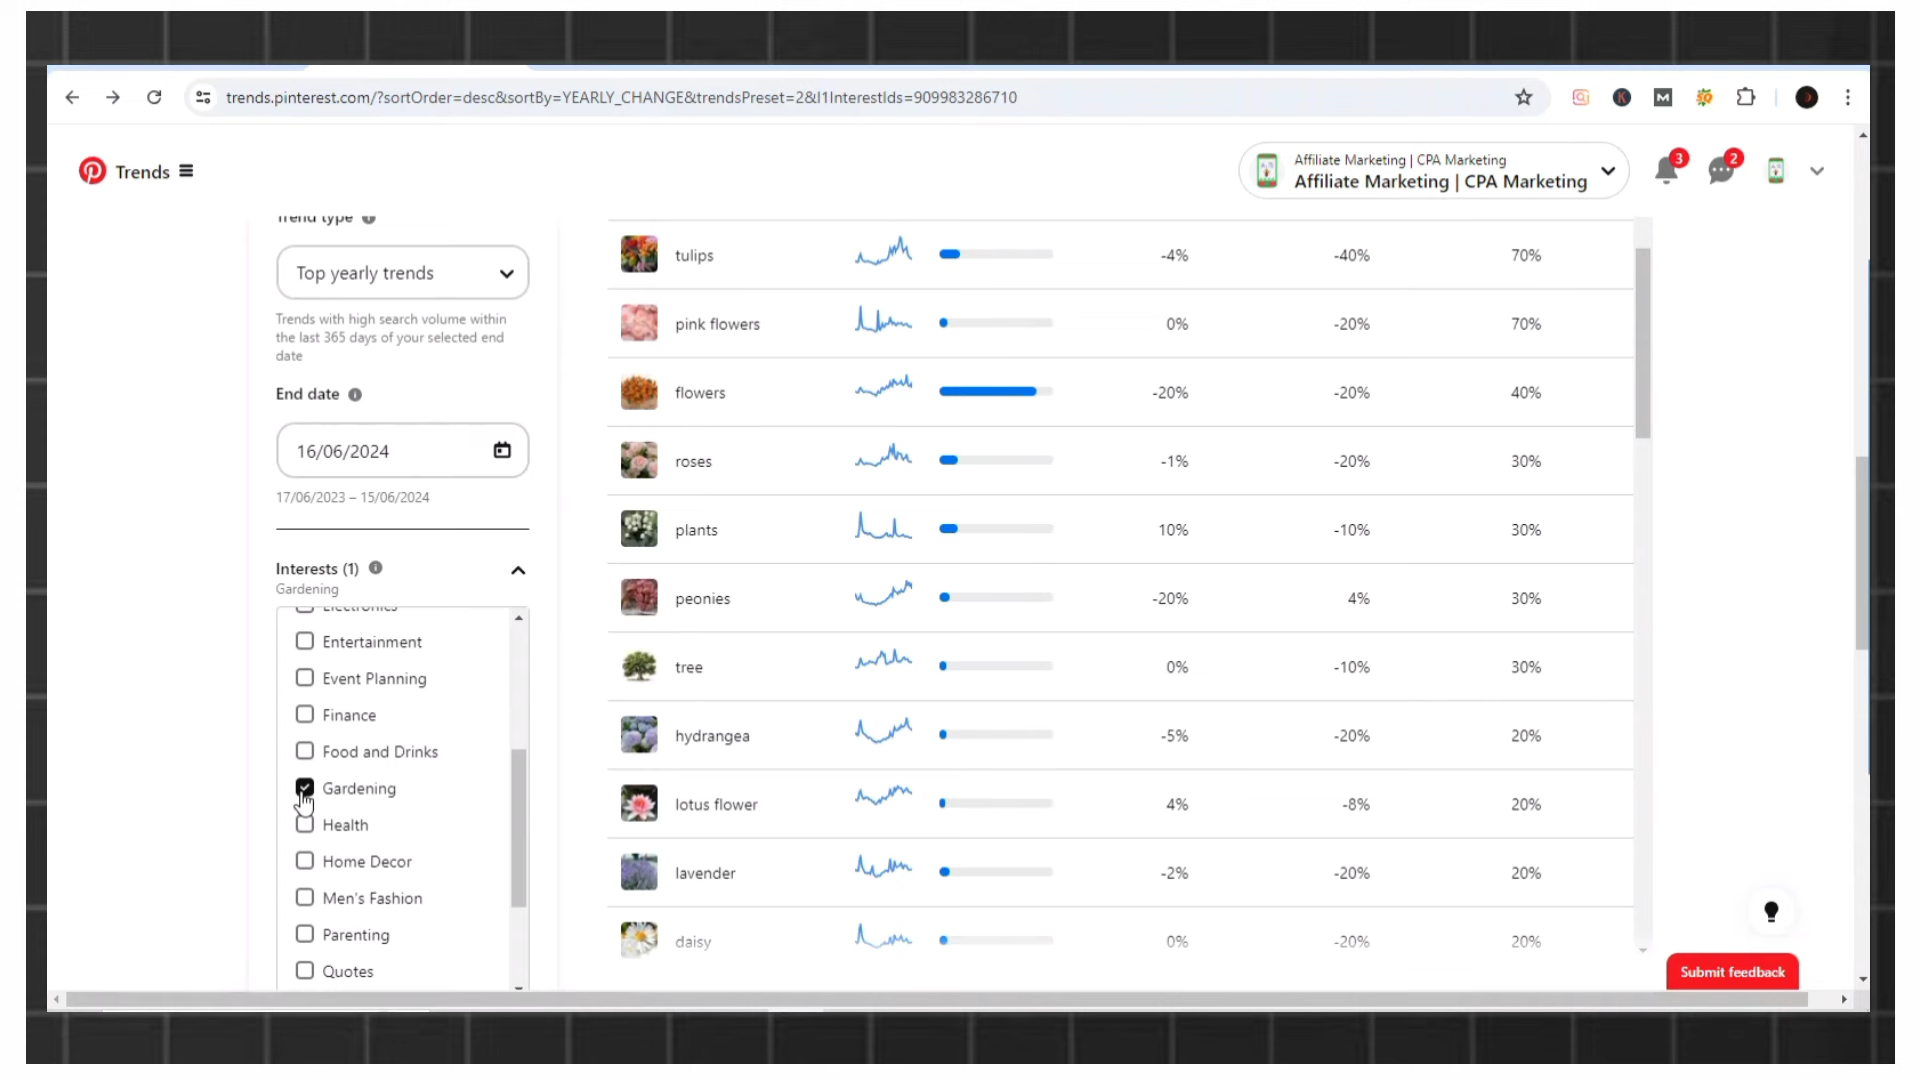 trends.pinterest.com/?sortOrder=desc&sortBy=YEARLY_CHANGE&trendsPreset=2&l1InterestIds=909983286710
Trends
Affiliate Marketing | CPA Marketing
Affiliate Marketing | CPA Marketing
3
2
Trend type
Top yearly trends
Trends with high search volume within
the last 365 days of your selected end
date
End date
16/06/2024
17/06/2023 – 15/06/2024
Interests (1)
Gardening
Electronics
Entertainment
Event Planning
Finance
Food and Drinks
Gardening
Health
Home Decor
Men's Fashion
Parenting
Quotes
tulips -4% -40% 70%
pink flowers 0% -20% 70%
flowers -20% -20% 40%
roses -1% -20% 30%
plants 10% -10% 30%
peonies -20% 4% 30%
tree 0% -10% 30%
hydrangea -5% -20% 20%
lotus flower 4% -8% 20%
lavender -2% -20% 20%
daisy 0% -20% 20%
Submit feedback